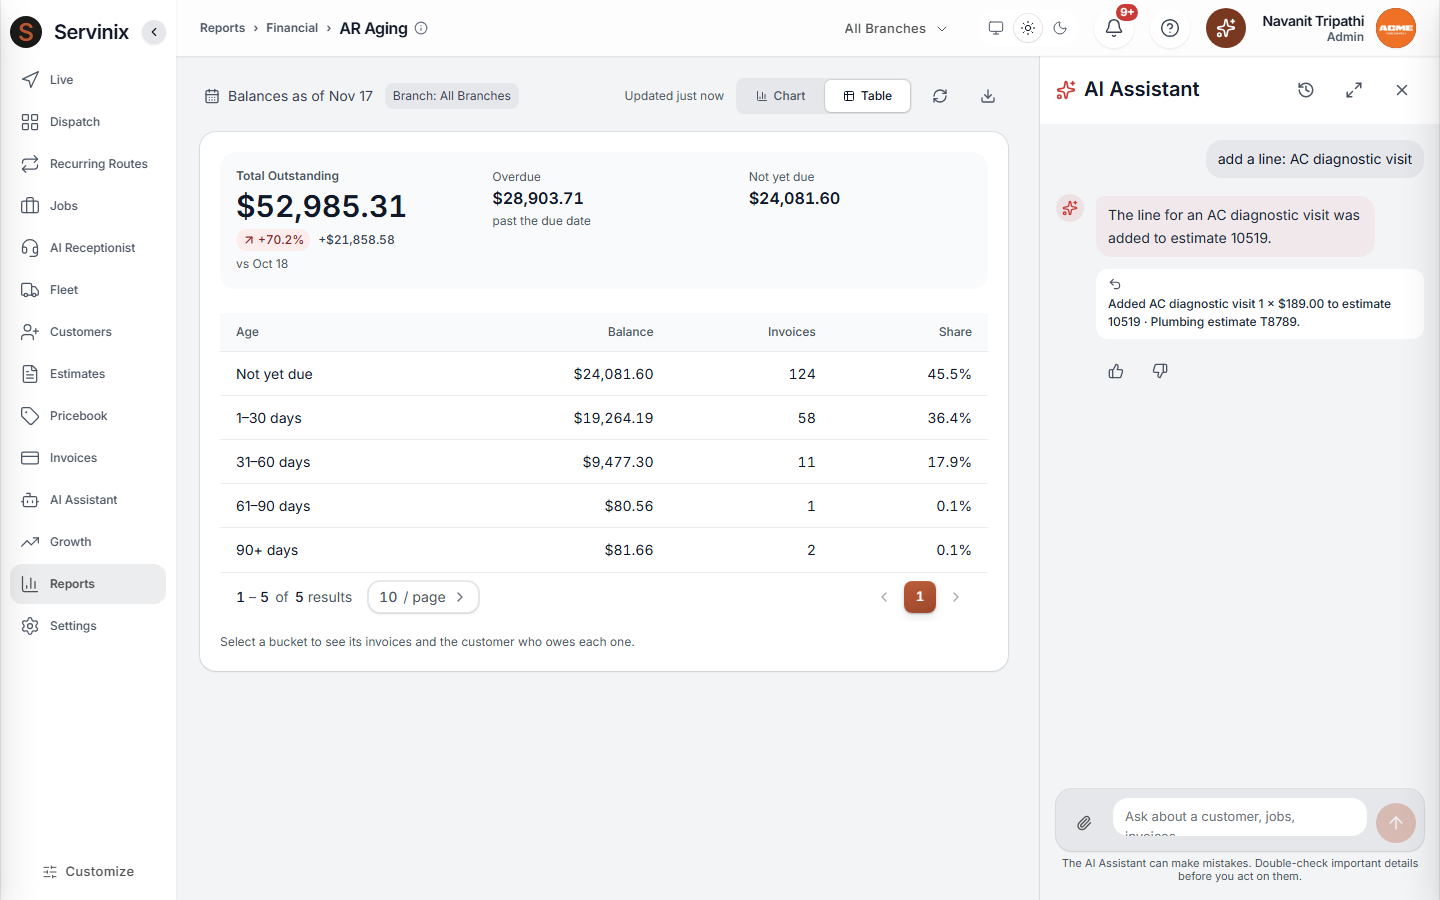 Servinix
Live
Dispatch
Recurring Routes
Jobs
AI Receptionist
Fleet
Customers
Estimates
Pricebook
Invoices
AI Assistant
Growth
Reports
Settings
Customize
Reports › Financial › AR Aging
All Branches
9+
Navanit Tripathi
Admin
ACME
Balances as of Nov 17
Branch: All Branches
Updated just now
Chart
Table
Total Outstanding
$52,985.31
+70.2% +$21,858.58
vs Oct 18
Overdue
$28,903.71
past the due date
Not yet due
$24,081.60
Age Balance Invoices Share
Not yet due $24,081.60 124 45.5%
1–30 days $19,264.19 58 36.4%
31–60 days $9,477.30 11 17.9%
61–90 days $80.56 1 0.1%
90+ days $81.66 2 0.1%
1 – 5 of 5 results
10 / page
1
Select a bucket to see its invoices and the customer who owes each one.
AI Assistant
add a line: AC diagnostic visit
The line for an AC diagnostic visit was
added to estimate 10519.
Added AC diagnostic visit 1 × $189.00 to estimate
10519 · Plumbing estimate T8789.
Ask about a customer, jobs,
invoices
The AI Assistant can make mistakes. Double-check important details
before you act on them.